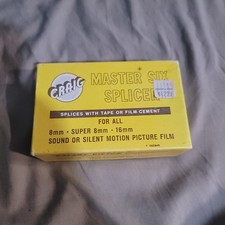 CRAIG
MASTER SIX
SPLICER
SPLICES WITH TAPE OR FILM CEMENT
FOR ALL
8mm • SUPER 8mm • 16mm
SOUND OR SILENT MOTION PICTURE FILM